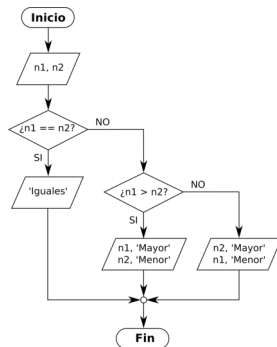 Inicio
n1, n2
¿n1 == n2?
NO
SI
'Iguales'
¿n1 > n2?
NO
SI
n1, 'Mayor'
n2, 'Menor'
n2, 'Mayor'
n1, 'Menor'
Fin